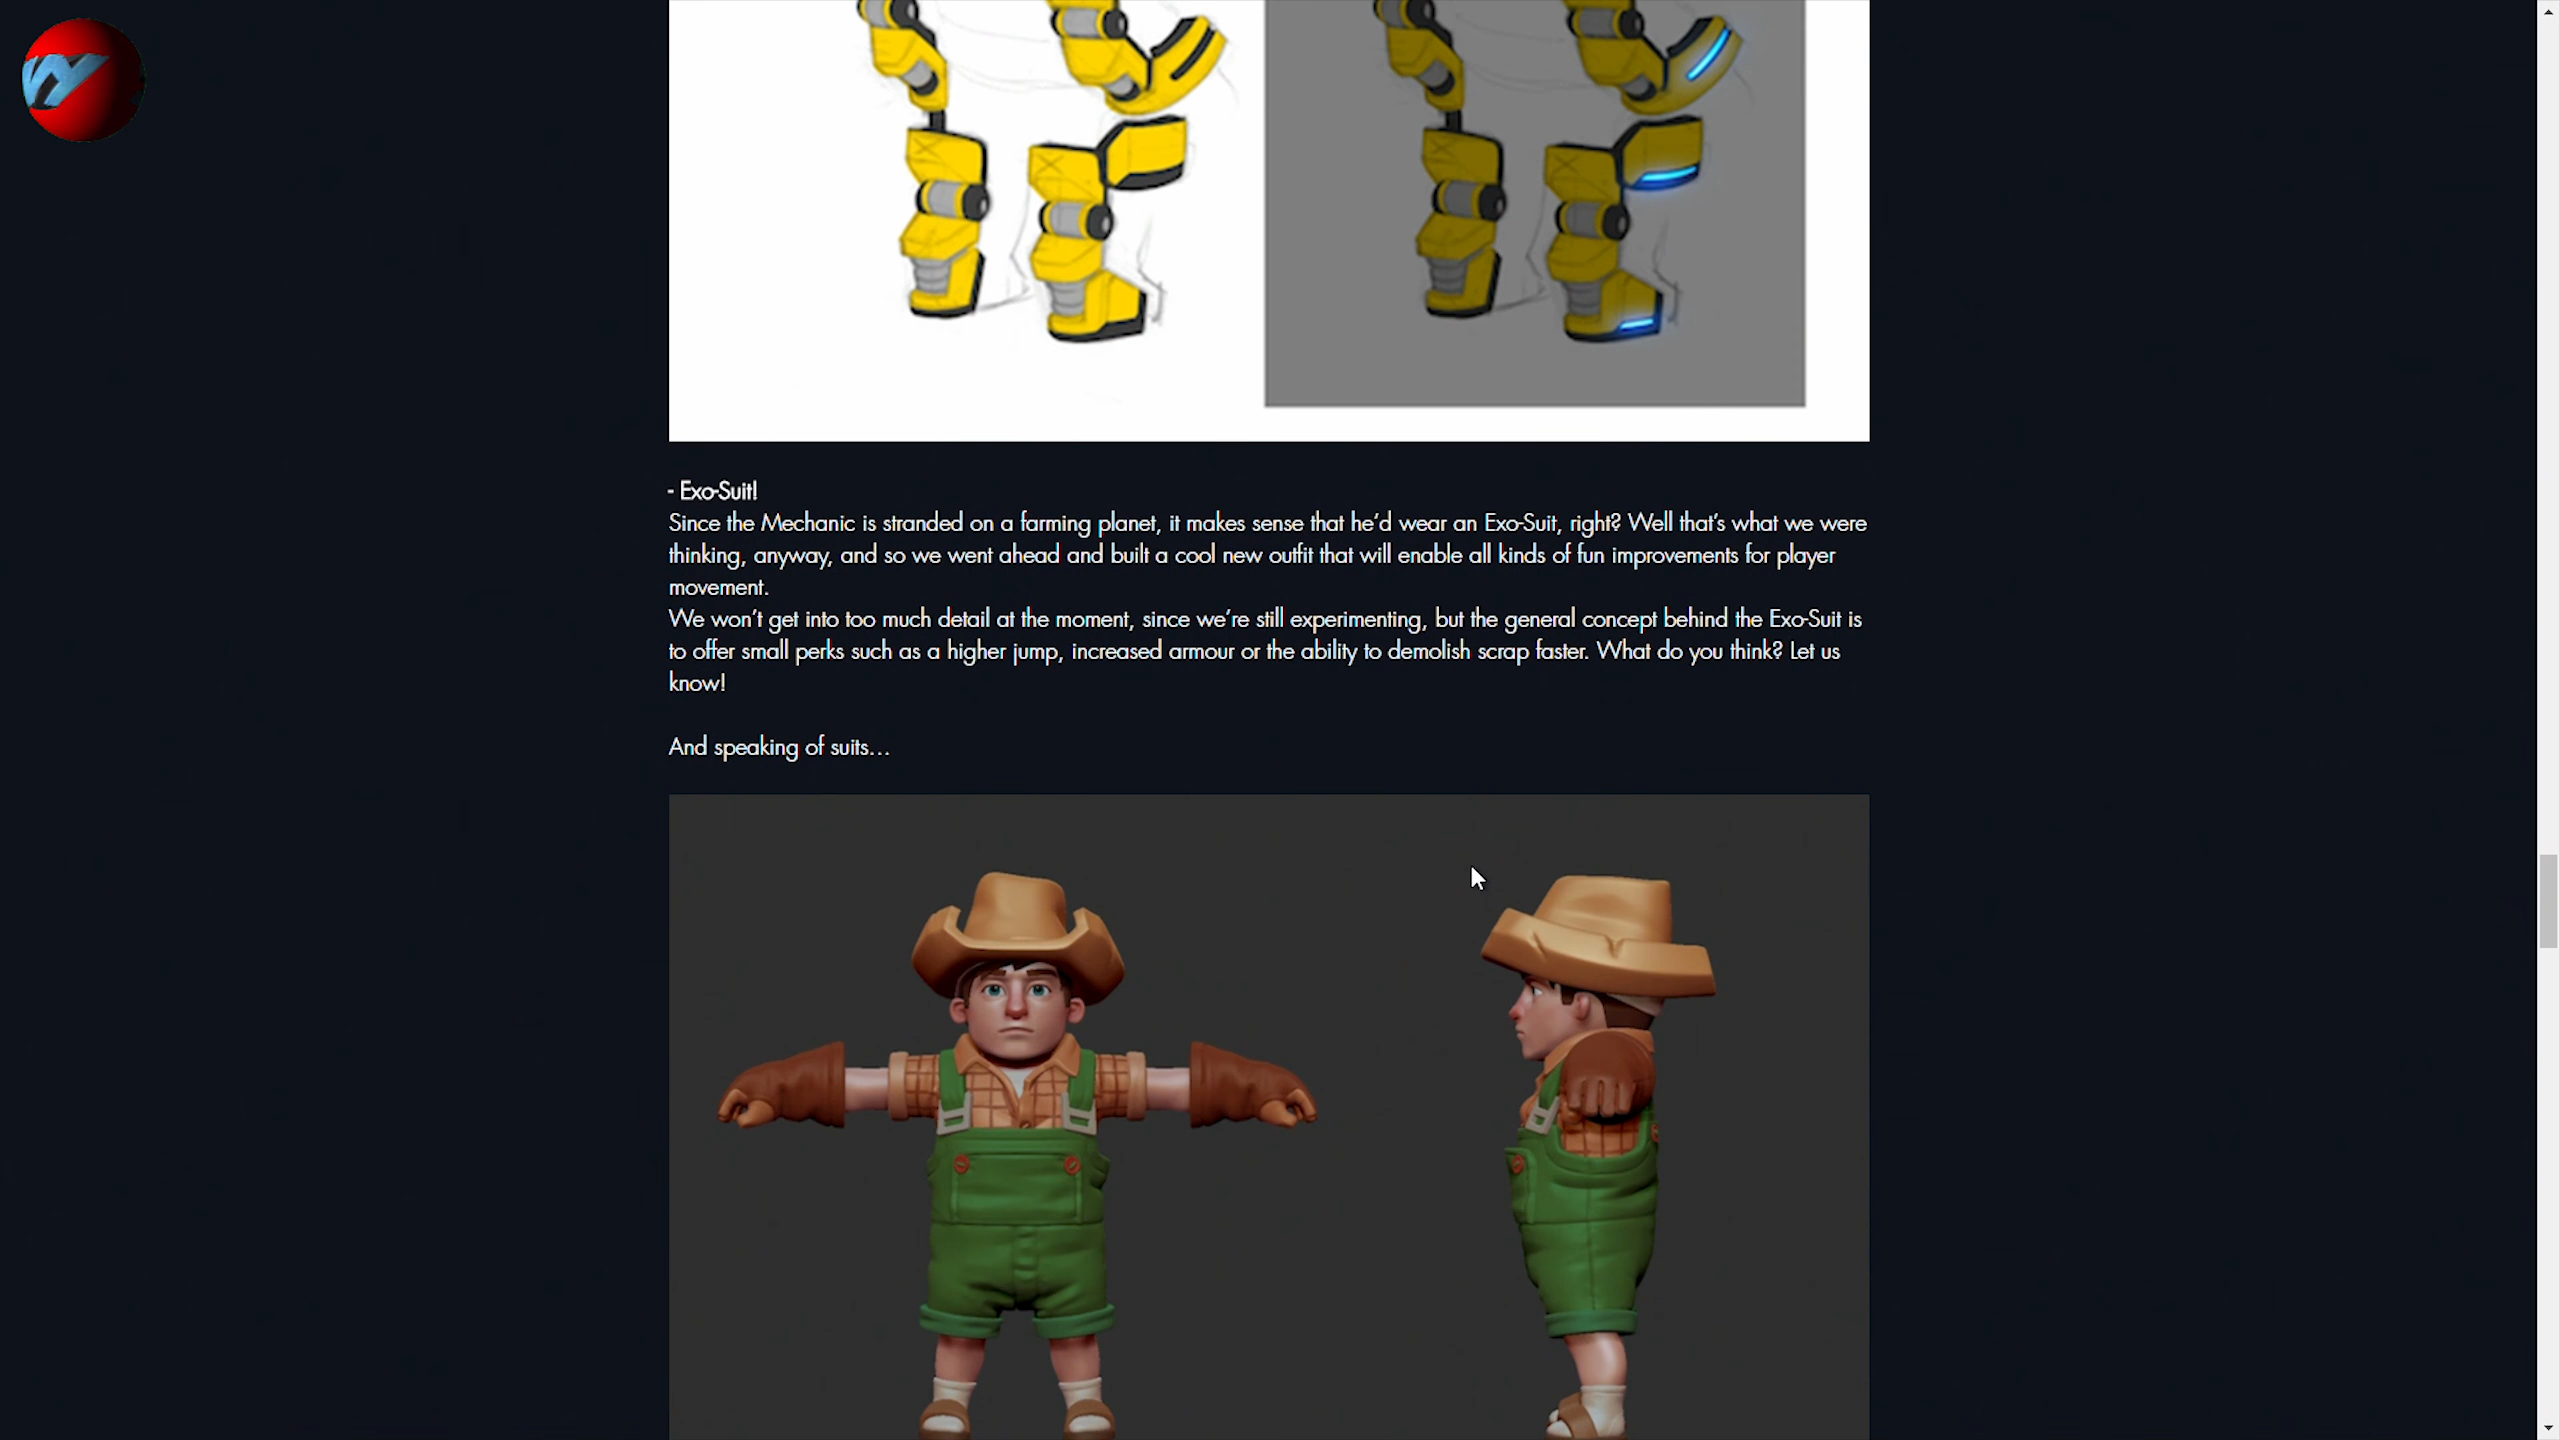 - Exo-Suit!
Since the Mechanic is stranded on a farming planet, it makes sense that he'd wear an Exo-Suit, right? Well that's what we were
thinking, anyway, and so we went ahead and built a cool new outfit that will enable all kinds of fun improvements for player
movement.
We won't get into too much detail at the moment, since we're still experimenting, but the general concept behind the Exo-Suit is
to offer small perks such as a higher jump, increased armour or the ability to demolish scrap faster. What do you think? Let us
know!
And speaking of suits…